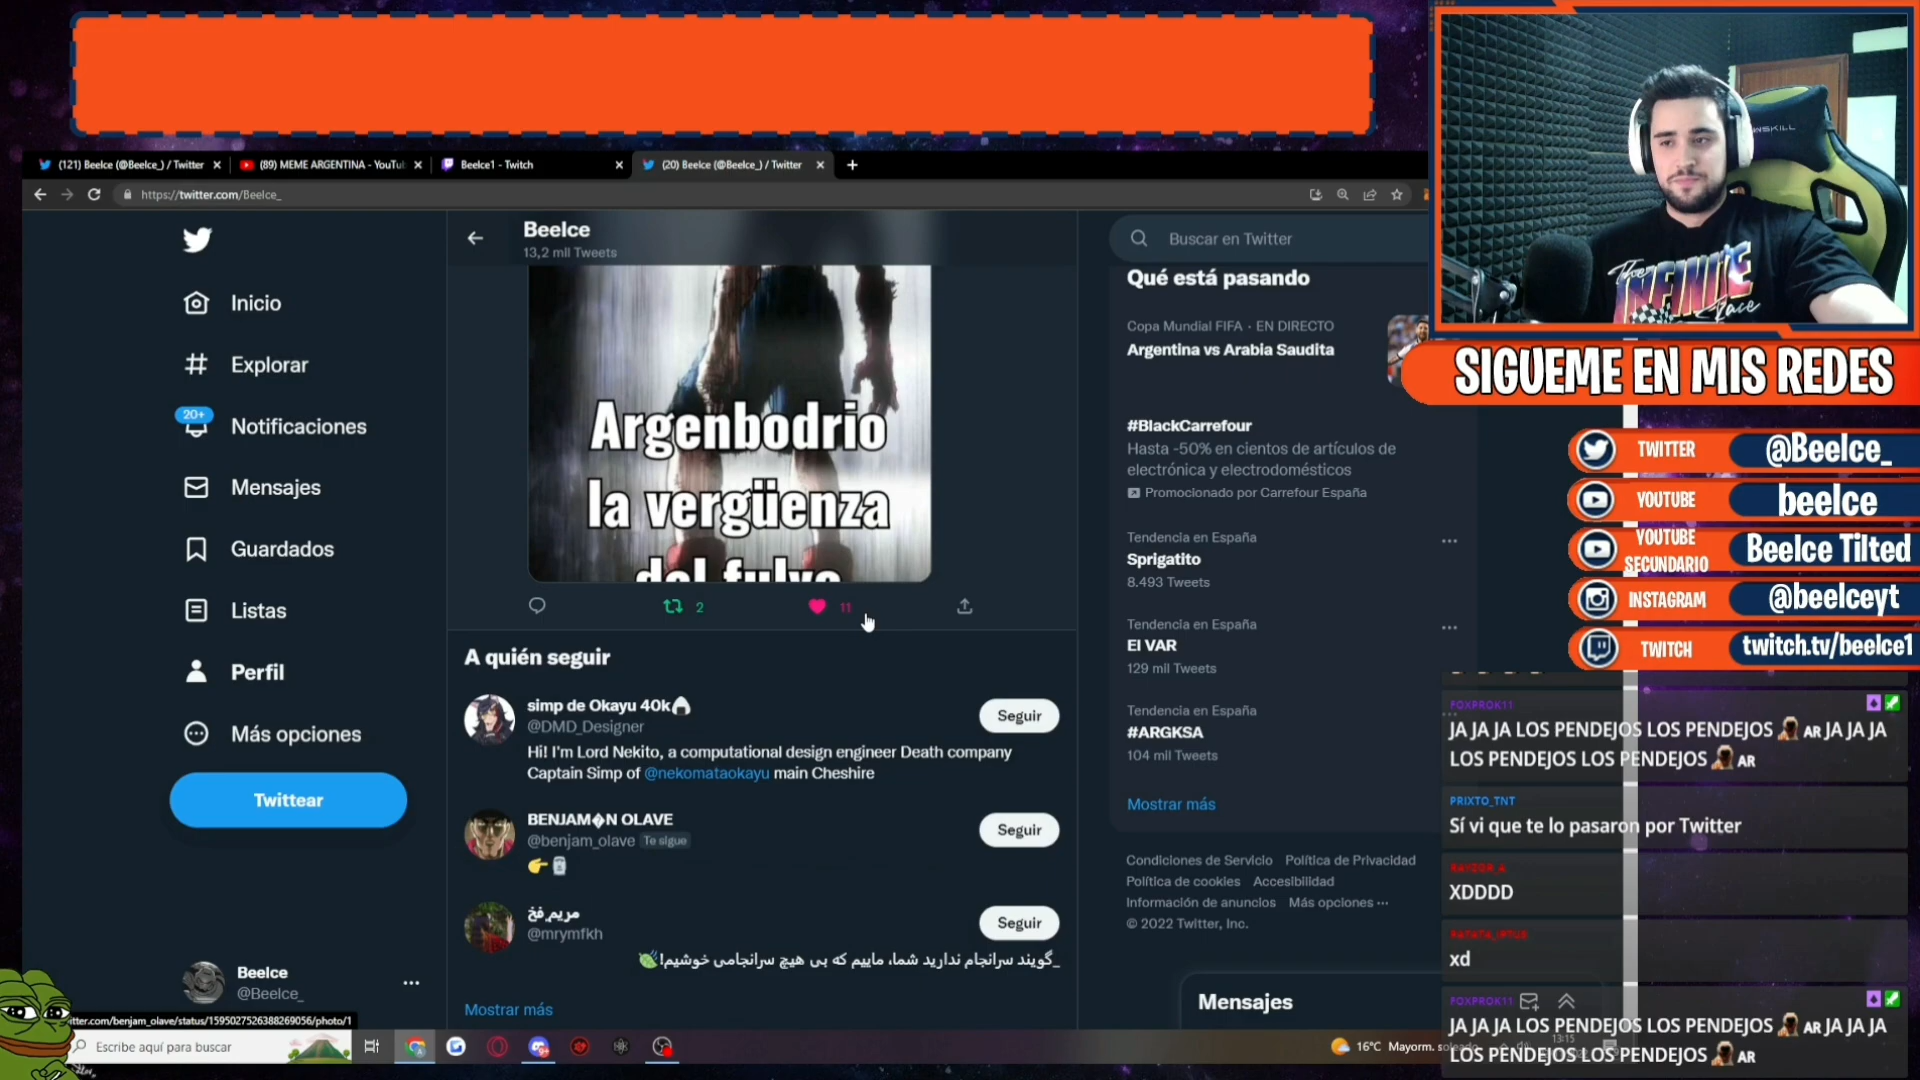 (121) Beelce (@Beelce_) / Twitter
(89) MEME ARGENTINA - YouTu
Beelce1 - Twitch
(20) Beelce (@Beelce_) / Twitter
https://twitter.com/Beelce_
Beelce
13,2 mil Tweets
Inicio
Explorar
20+
Notificaciones
Mensajes
Guardados
Listas
Perfil
Más opciones
Twittear
Beelce
@Beelce_
Argenbodrio
la vergüenza
del fulvo
2
11
A quién seguir
simp de Okayu 40k🍙
@DMD_Designer
Seguir
Hi! I'm Lord Nekito, a computational design engineer Death company
Captain Simp of @nekomataokayu main Cheshire
BENJAM�N OLAVE
@benjam_olave Te sigue
Seguir
مریم‌فخ
@mrymfkh
Seguir
_گویند سرانجام ندارید شما، ماییم که بی هیچ سرانجامی خوشیم!
Mostrar más
Buscar en Twitter
Qué está pasando
Copa Mundial FIFA · EN DIRECTO
Argentina vs Arabia Saudita
#BlackCarrefour
Hasta -50% en cientos de artículos de
electrónica y electrodomésticos
Promocionado por Carrefour España
Tendencia en España
Sprigatito
8.493 Tweets
Tendencia en España
El VAR
129 mil Tweets
Tendencia en España
#ARGKSA
104 mil Tweets
Mostrar más
Condiciones de Servicio Política de Privacidad
Política de cookies Accesibilidad
Información de anuncios Más opciones ···
© 2022 Twitter, Inc.
Mensajes
itter.com/benjam_olave/status/1595027526388269056/photo/1
Escribe aquí para buscar
16°C Mayorm.
13:15
THE INFINITE Race
SIGUEME EN MIS REDES
TWITTER @Beelce_
YOUTUBE beelce
YOUTUBE SECUNDARIO Beelce Tilted
INSTAGRAM @beelceyt
TWITCH twitch.tv/beelce1
FOXPROK11
JA JA JA LOS PENDEJOS LOS PENDEJOS AR JA JA JA
LOS PENDEJOS LOS PENDEJOS AR
PRIXTO_TNT
Sí vi que te lo pasaron por Twitter
XDDDD
xd
FOXPROK11
JA JA JA LOS PENDEJOS LOS PENDEJOS AR JA JA JA
LOS PENDEJOS LOS PENDEJOS AR